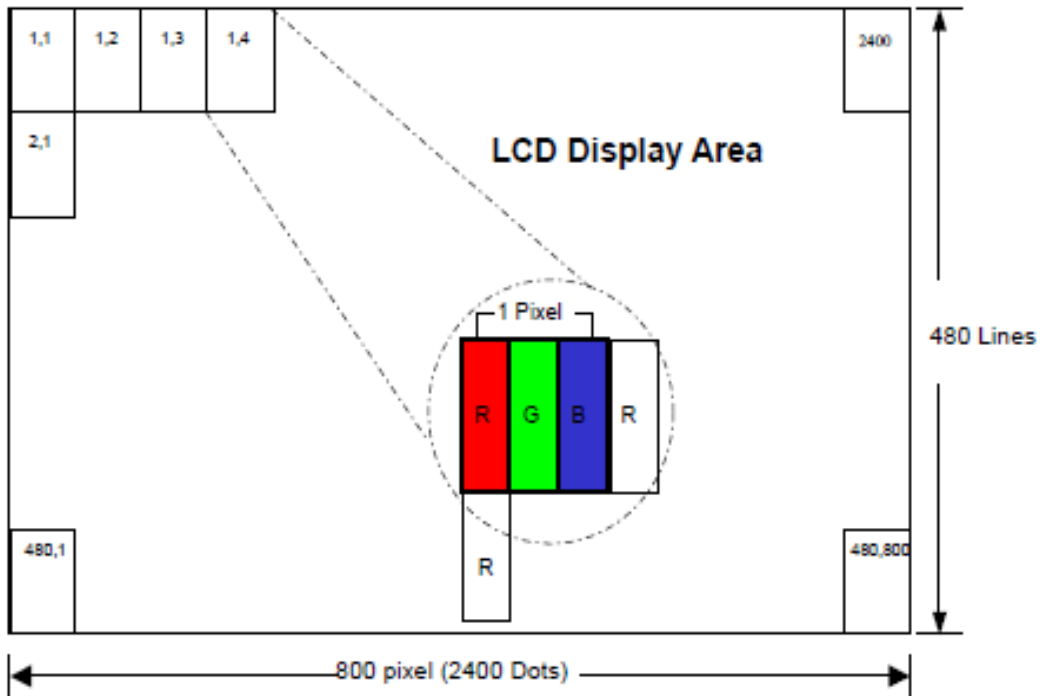 1,1 1,2 1,3 1,4 2400
2,1
LCD Display Area
1 Pixel
480 Lines
R G B R
480,1 480,800
R
800 pixel (2400 Dots)